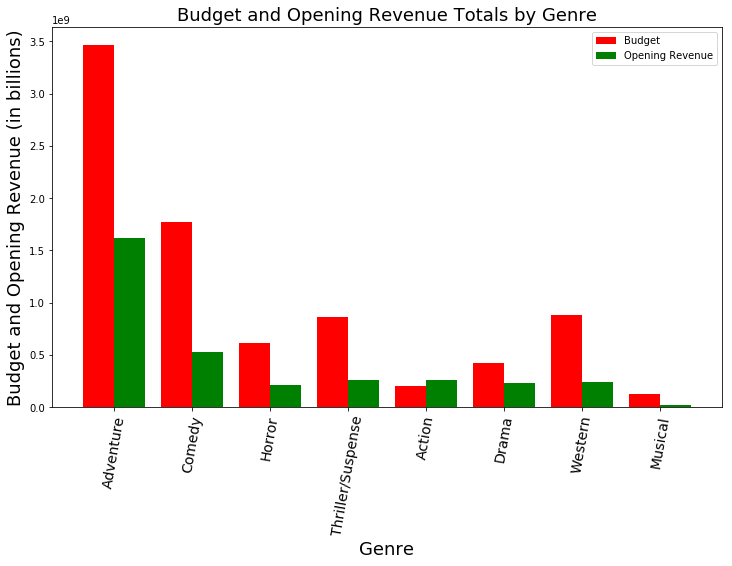 Budget and Opening Revenue Totals by Genre
1e9
Budget
Opening Revenue
Budget and Opening Revenue (in billions)
3.5
3.0
2.5
2.0
1.5
1.0
0.5
0.0
Adventure
Comedy
Horror
Thriller/Suspense
Action
Drama
Western
Musical
Genre